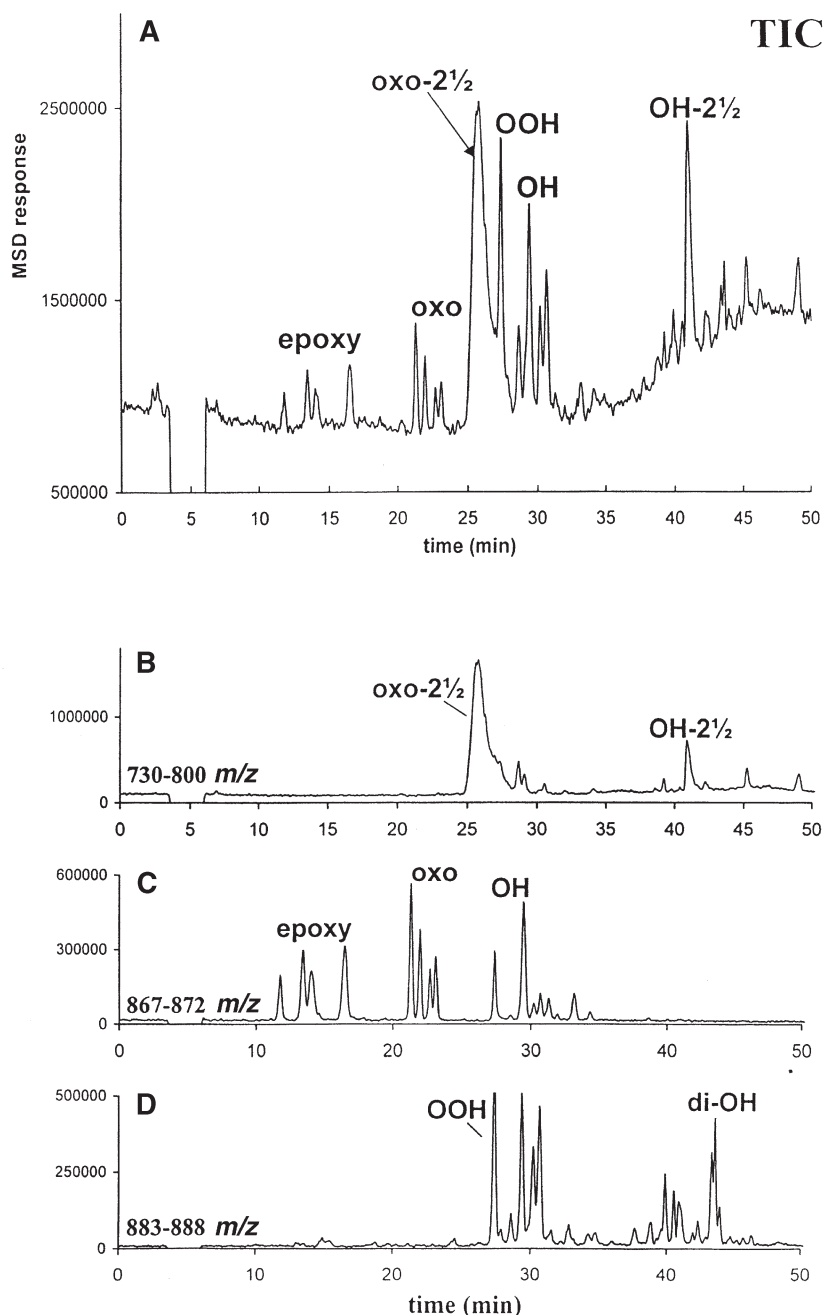 A
TIC
oxo-2½
OOH
OH-2½
OH
oxo
epoxy
MSD response
2500000
1500000
500000
0 5 10 15 20 25 30 35 40 45 50
time (min)
B
oxo-2½
OH-2½
1000000
730-800 m/z
0
0 5 10 15 20 25 30 35 40 45 50
C
600000
oxo
OH
epoxy
300000
867-872 m/z
0
0 10 20 30 40 50
D
500000
OOH
di-OH
250000
883-888 m/z
0
0 10 20 30 40 50
time (min)